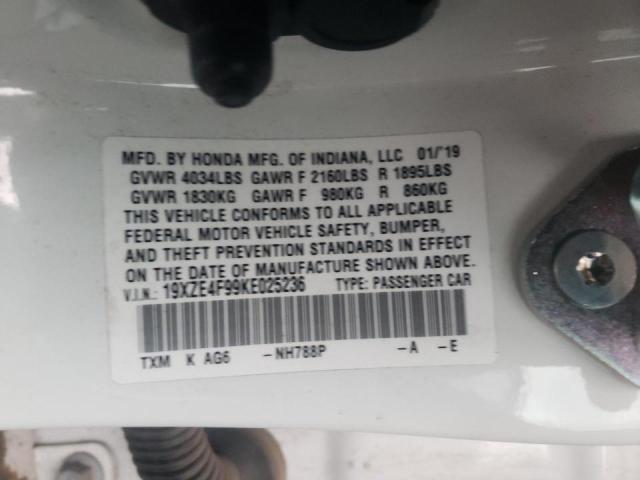 MFD. BY HONDA MFG. OF INDIANA, LLC 01/'19
GVWR 4034LBS GAWR F 2160LBS R 1895LBS
GVWR 1830KG GAWR F 980KG R 860KG
THIS VEHICLE CONFORMS TO ALL APPLICABLE
FEDERAL MOTOR VEHICLE SAFETY, BUMPER,
AND THEFT PREVENTION STANDARDS IN EFFECT
ON THE DATE OF MANUFACTURE SHOWN ABOVE.
V.I.N.: 19XZE4F99KE025236 TYPE: PASSENGER CAR
TXM K AG6 -NH788P -A -E